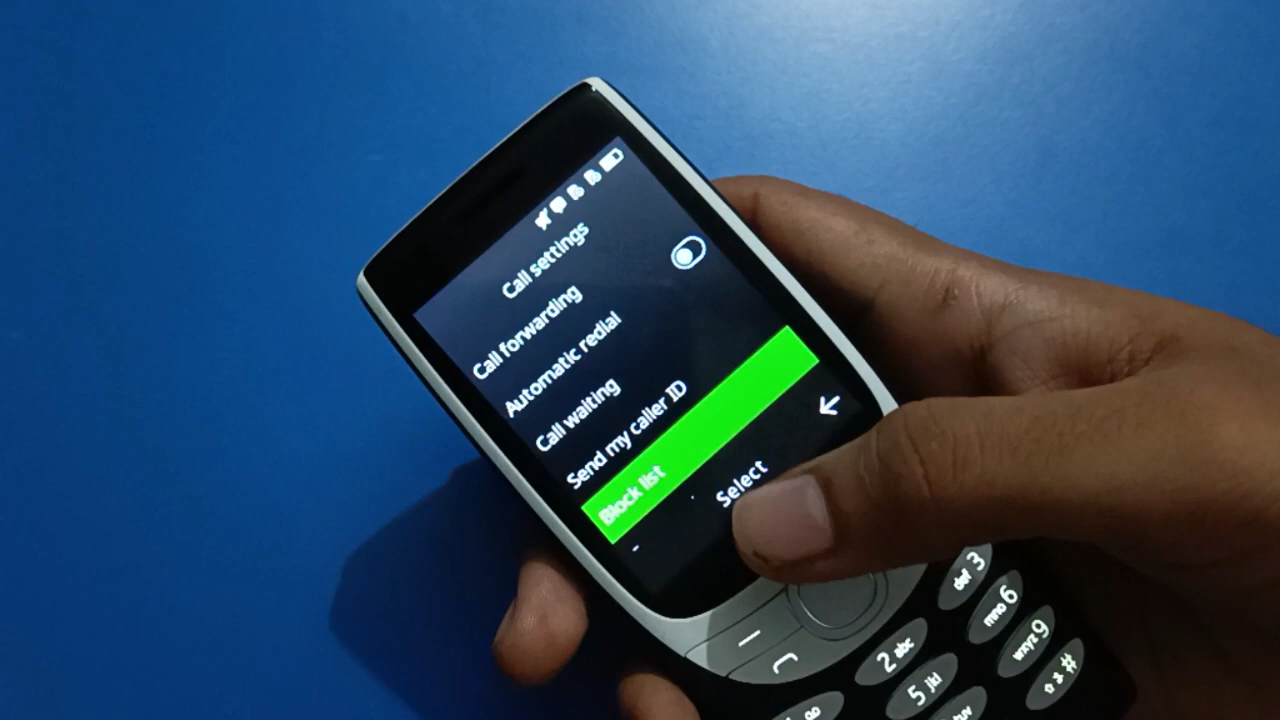 Call settings
Call forwarding
Automatic redial
Call waiting
Send my caller ID
Block list
Select
2 abc
def 3
5 jkl
mno 6
wxyz 9
#